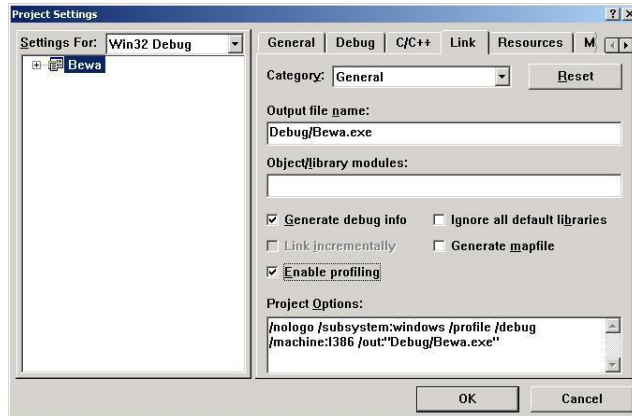 Project Settings
Settings For: Win32 Debug
Bewa
General Debug C/C++ Link Resources M
Category: General Reset
Output file name:
Debug/Bewa.exe
Object/library modules:
Generate debug info Ignore all default libraries
Link incrementally Generate mapfile
Enable profiling
Project Options:
/nologo /subsystem:windows /profile /debug
/machine:I386 /out:"Debug/Bewa.exe"
OK Cancel